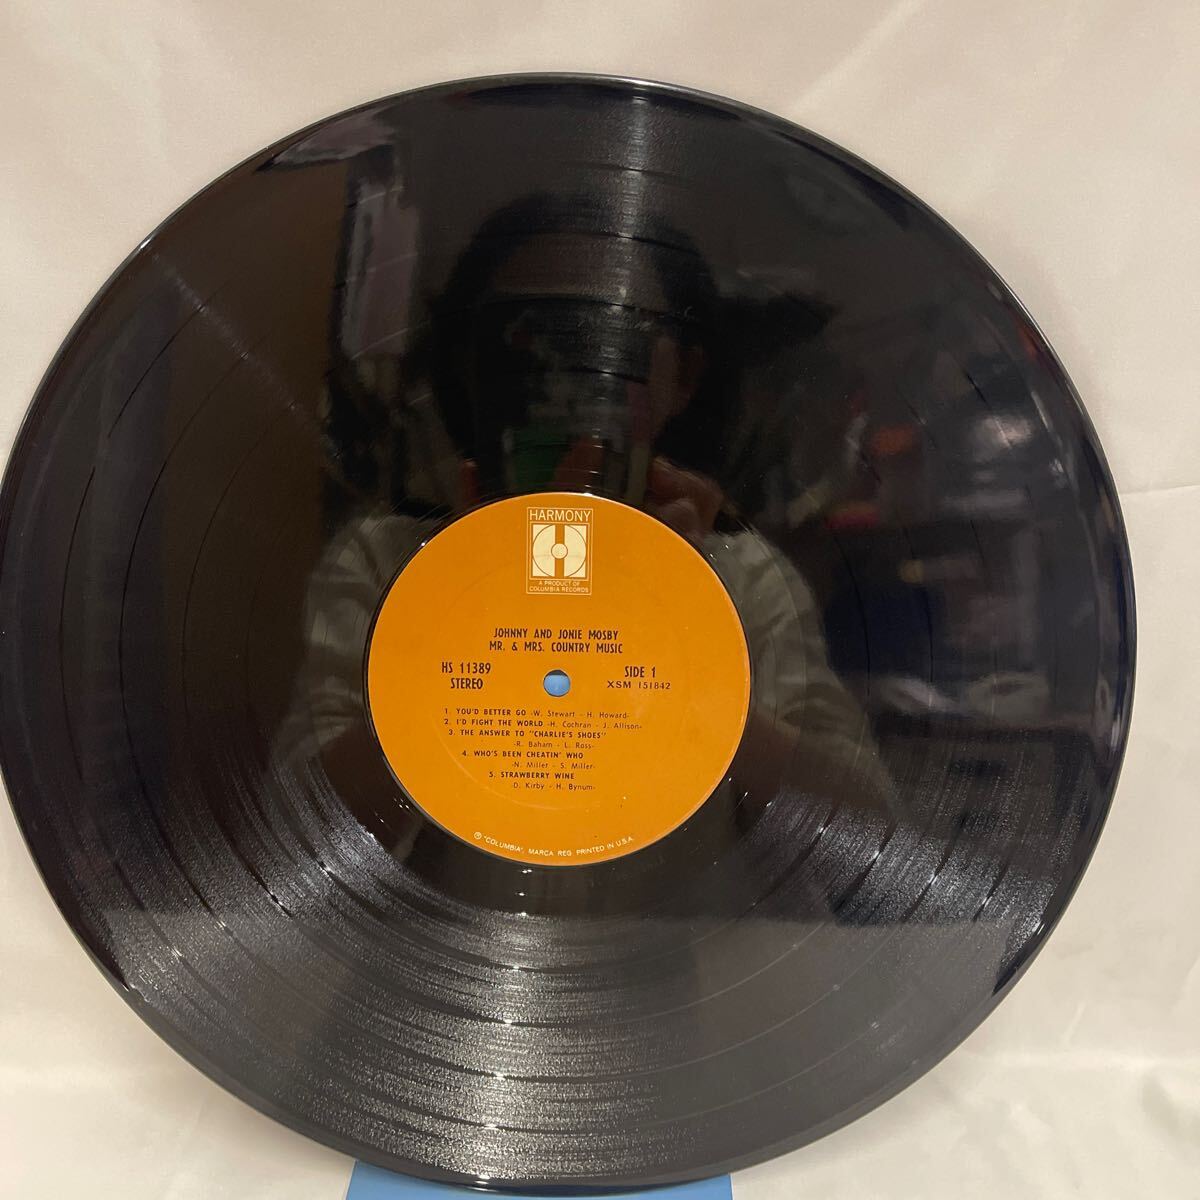 HARMONY
A PRODUCT OF
COLUMBIA RECORDS
JOHNNY AND JONIE MOSBY
MR. & MRS. COUNTRY MUSIC
HS 11389
STEREO
SIDE 1
XSM 151842
1. YOU'D BETTER GO -W. Stewart - H. Howard-
2. I'D FIGHT THE WORLD -H. Cochran - J. Allison-
3. THE ANSWER TO "CHARLIE'S SHOES"
-R. Baham - L. Ross-
4. WHO'S BEEN CHEATIN' WHO
-N. Miller - S. Miller-
5. STRAWBERRY WINE
-D. Kirby - H. Bynum-
Ⓟ "COLUMBIA", MARCA REG. PRINTED IN U.S.A.